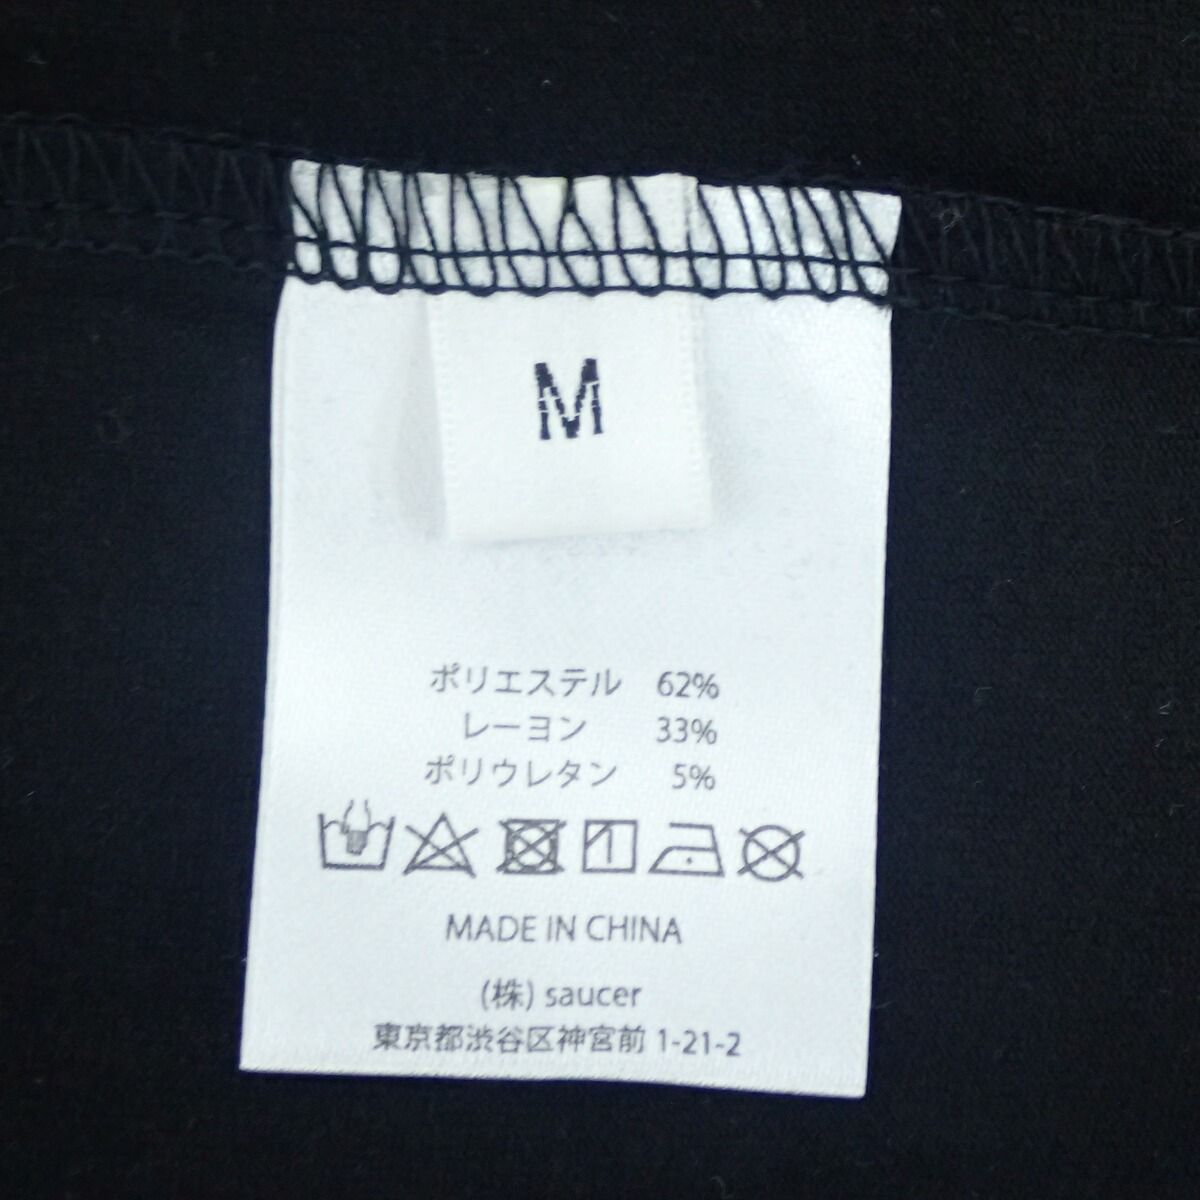 M
ポリエステル 62%
レーヨン 33%
ポリウレタン 5%
MADE IN CHINA
(株) saucer
東京都渋谷区神宮前 1-21-2